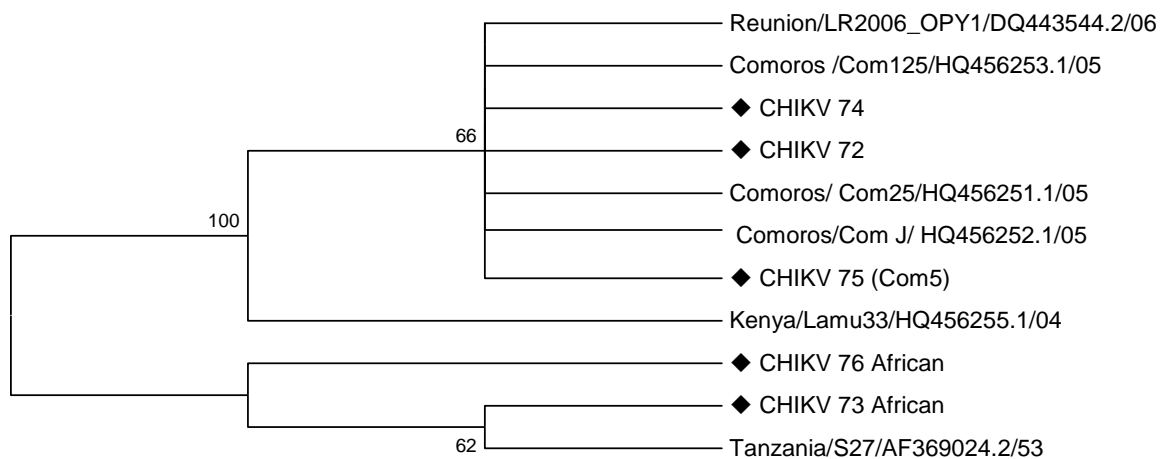 Reunion/LR2006_OPY1/DQ443544.2/06
Comoros /Com125/HQ456253.1/05
◆ CHIKV 74
66
◆ CHIKV 72
Comoros/ Com25/HQ456251.1/05
100
Comoros/Com J/ HQ456252.1/05
◆ CHIKV 75 (Com5)
Kenya/Lamu33/HQ456255.1/04
◆ CHIKV 76 African
◆ CHIKV 73 African
62
Tanzania/S27/AF369024.2/53